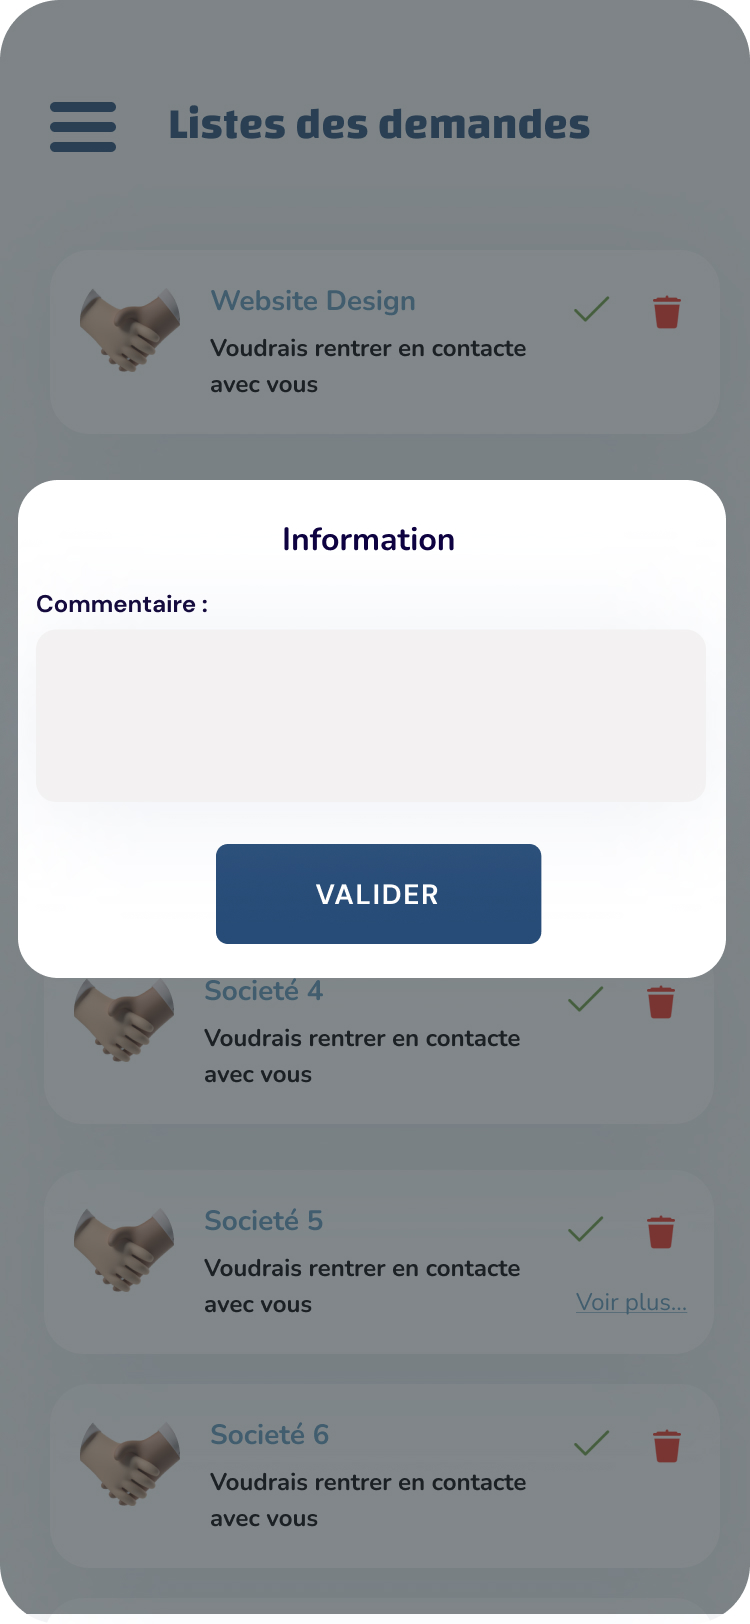 Listes des demandes
Website Design
Voudrais rentrer en contacte
avec vous
Information
Commentaire :
VALIDER
Societé 4
Voudrais rentrer en contacte
avec vous
Societé 5
Voudrais rentrer en contacte
avec vous
Voir plus...
Societé 6
Voudrais rentrer en contacte
avec vous